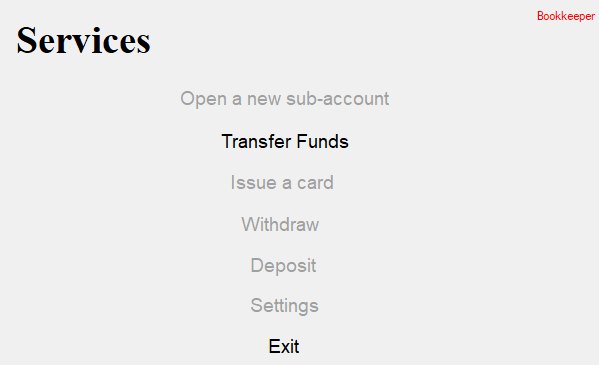 Bookkeeper
Services
Open a new sub-account
Transfer Funds
Issue a card
Withdraw
Deposit
Settings
Exit